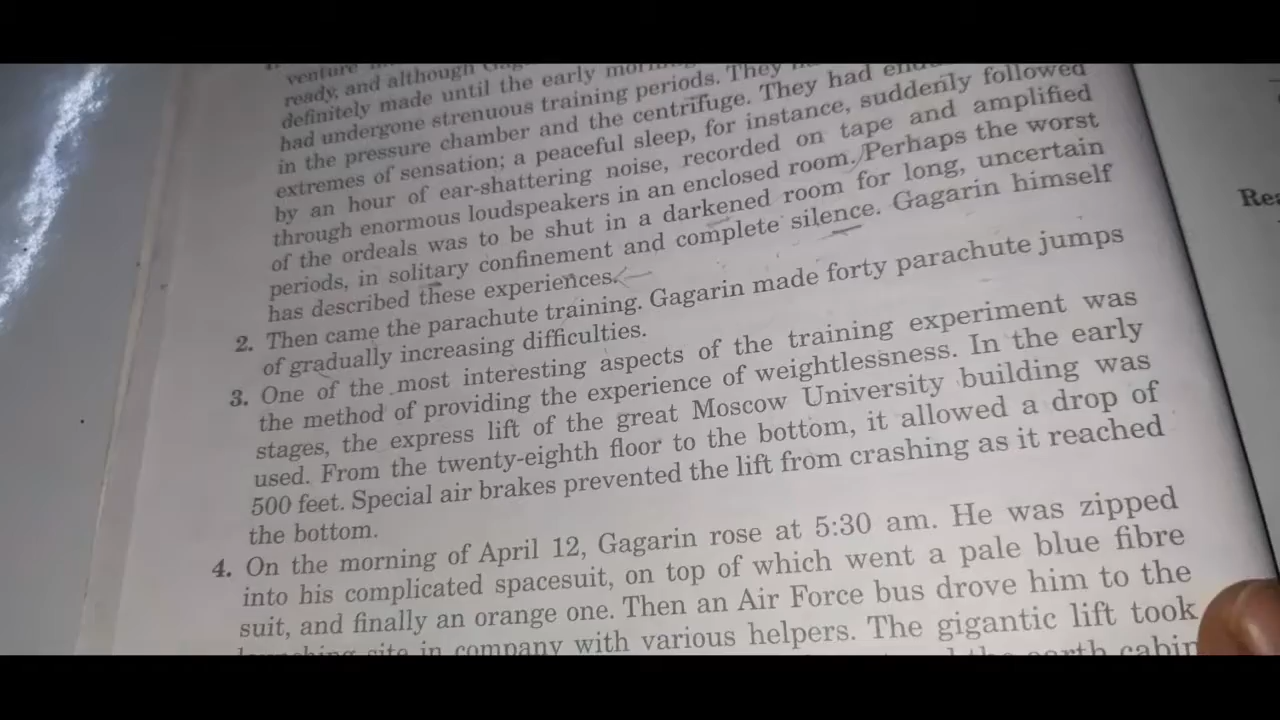 venture
ready, and although
definitely made until the early
had undergone strenuous training periods. They
in the pressure chamber and the centrifuge. They had
extremes of sensation; a peaceful sleep, for instance, suddenly followed
by an hour of ear-shattering noise, recorded on tape and amplified
through enormous loudspeakers in an enclosed room. Perhaps the worst
of the ordeals was to be shut in a darkened room for long, uncertain
periods, in solitary confinement and complete silence. Gagarin himself
has described these experiences.
2. Then came the parachute training. Gagarin made forty parachute jumps
of gradually increasing difficulties.
3. One of the most interesting aspects of the training experiment was
the method of providing the experience of weightlessness. In the early
stages, the express lift of the great Moscow University building was
used. From the twenty-eighth floor to the bottom, it allowed a drop of
500 feet. Special air brakes prevented the lift from crashing as it reached
the bottom.
4. On the morning of April 12, Gagarin rose at 5:30 am. He was zipped
into his complicated spacesuit, on top of which went a pale blue fibre
suit, and finally an orange one. Then an Air Force bus drove him to the
site in company with various helpers. The gigantic lift took
the earth cabin